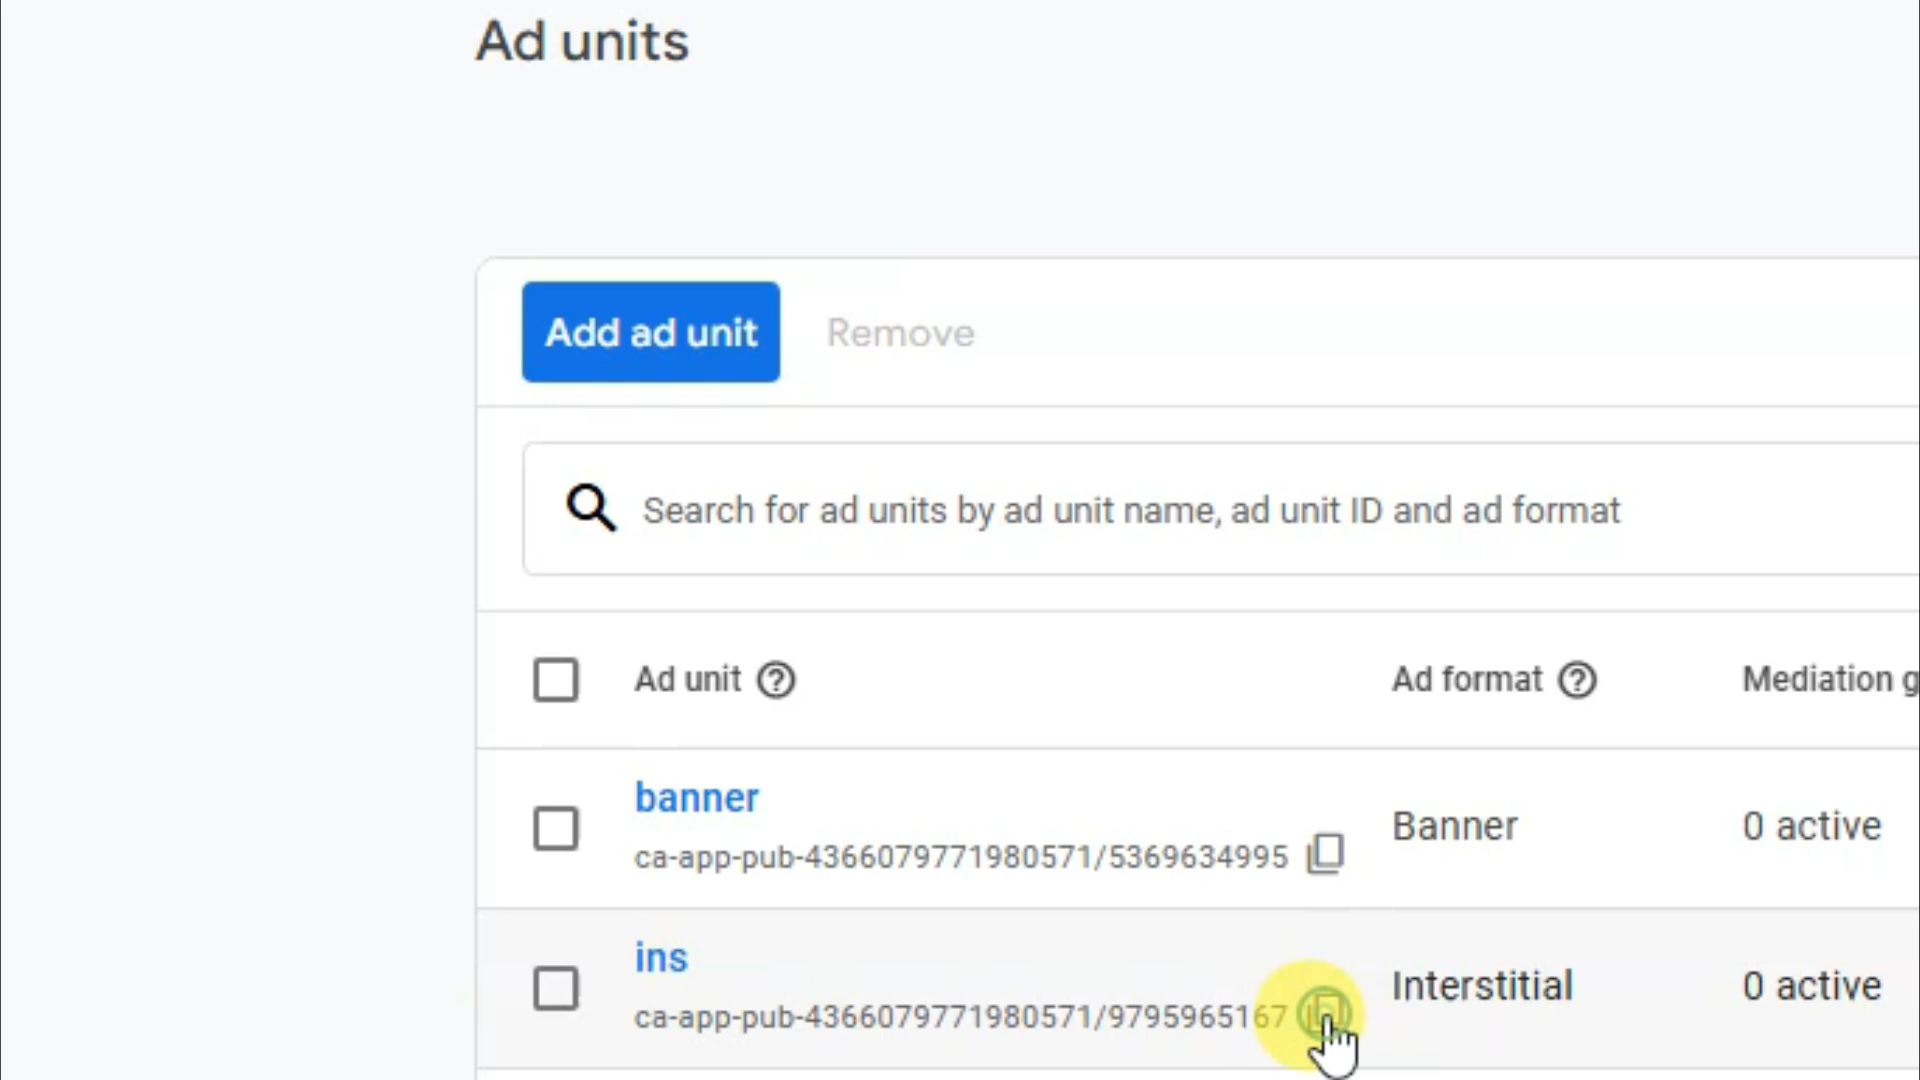 Ad units
Add ad unit Remove
Search for ad units by ad unit name, ad unit ID and ad format
Ad unit Ad format Mediation g
banner
ca-app-pub-4366079771980571/5369634995 Banner 0 active
ins
ca-app-pub-4366079771980571/9795965167 Interstitial 0 active